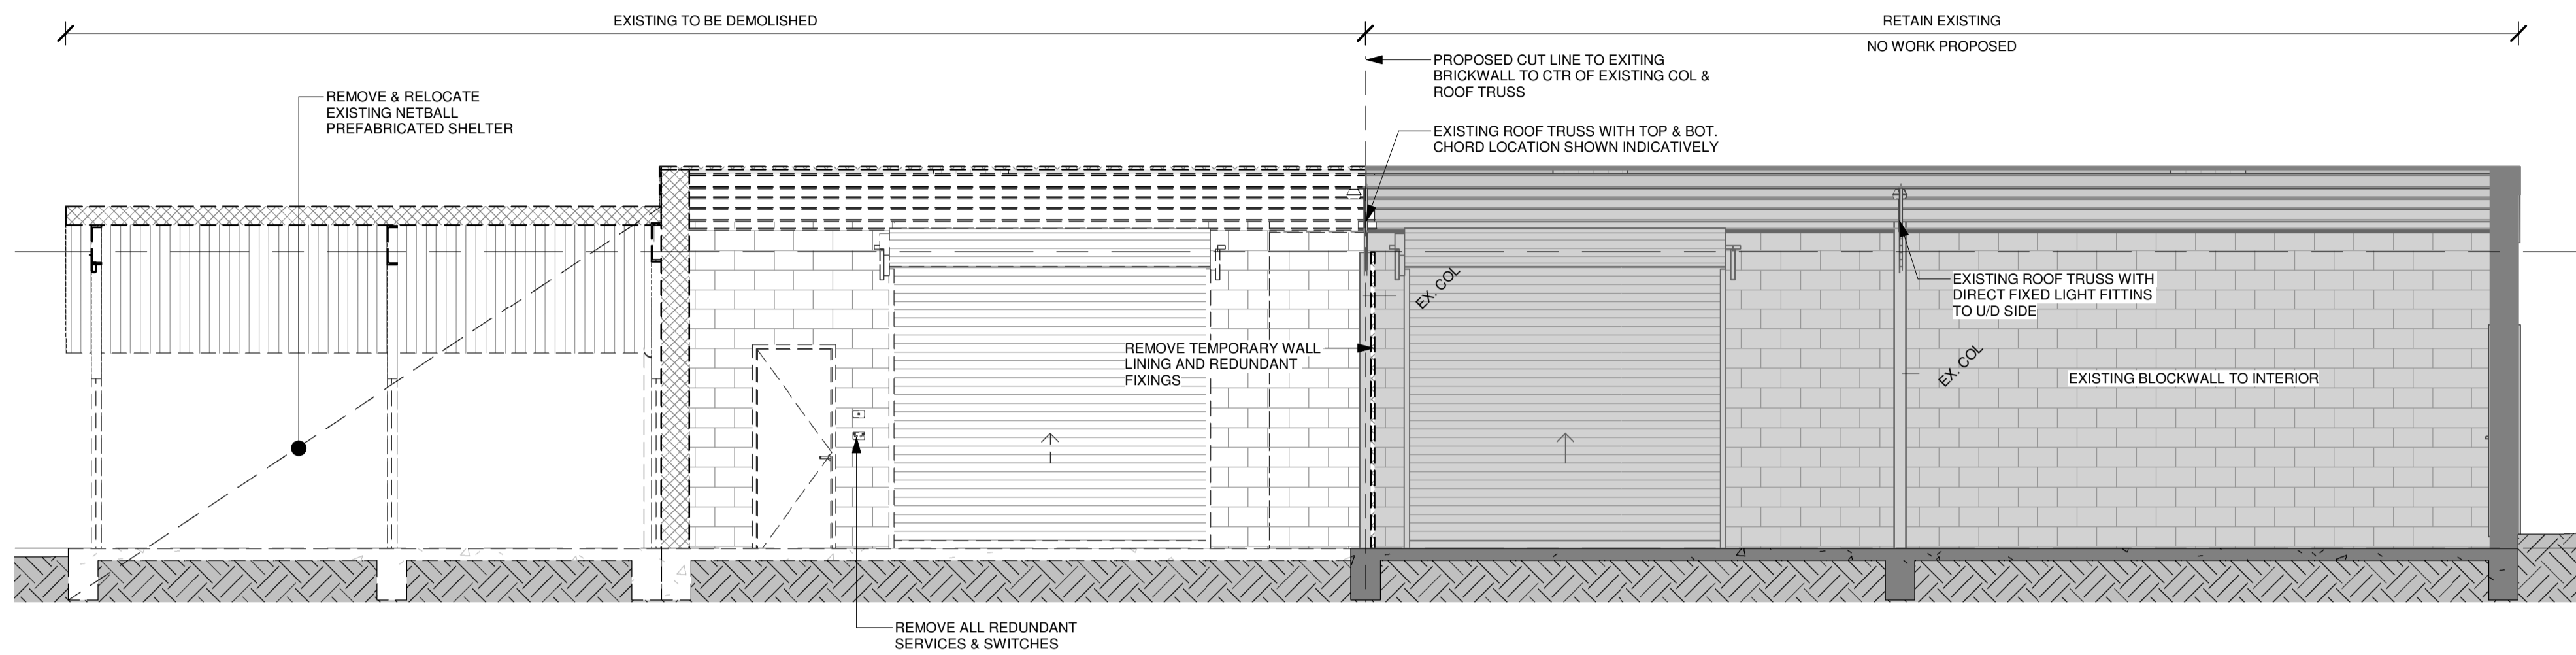 EXISTING TO BE DEMOLISHED
RETAIN EXISTING
NO WORK PROPOSED
PROPOSED CUT LINE TO EXITING
BRICKWALL TO CTR OF EXISTING COL &
ROOF TRUSS
REMOVE & RELOCATE
EXISTING NETBALL
PREFABRICATED SHELTER
EXISTING ROOF TRUSS WITH TOP & BOT.
CHORD LOCATION SHOWN INDICATIVELY
EX. COL
EXISTING ROOF TRUSS WITH
DIRECT FIXED LIGHT FITTINS
TO U/D SIDE
REMOVE TEMPORARY WALL
LINING AND REDUNDANT
FIXINGS
EX. COL
EXISTING BLOCKWALL TO INTERIOR
REMOVE ALL REDUNDANT
SERVICES & SWITCHES